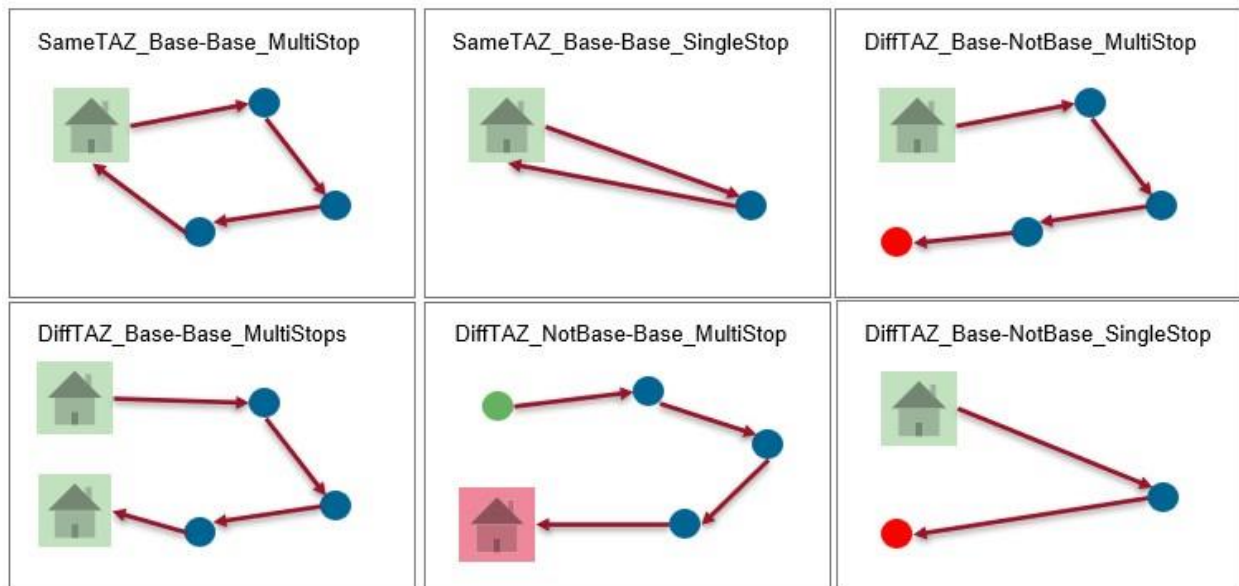 SameTAZ_Base-Base_MultiStop
SameTAZ_Base-Base_SingleStop
DiffTAZ_Base-NotBase_MultiStop
DiffTAZ_Base-Base_MultiStops
DiffTAZ_NotBase-Base_MultiStop
DiffTAZ_Base-NotBase_SingleStop